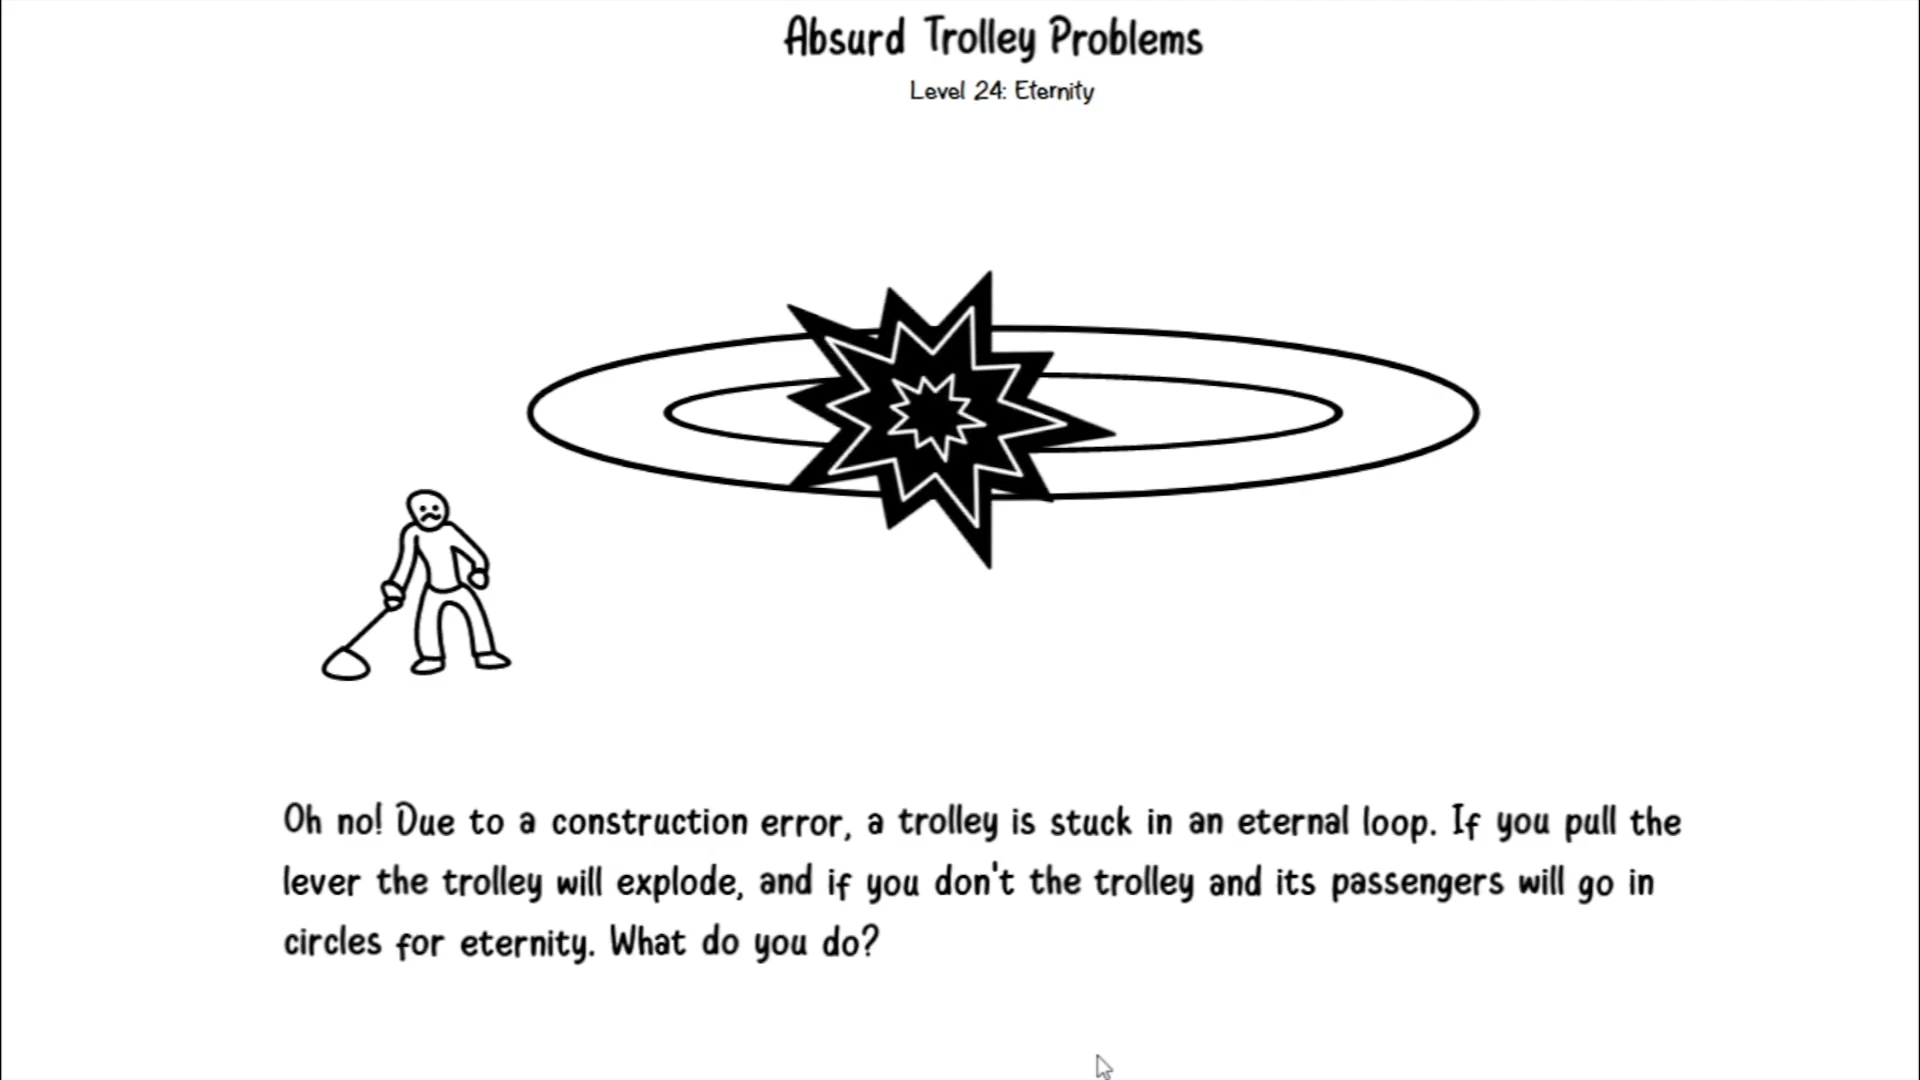 Absurd Trolley Problems
Level 24: Eternity
Oh no! Due to a construction error, a trolley is stuck in an eternal loop. If you pull the
lever the trolley will explode, and if you don't the trolley and its passengers will go in
circles for eternity. What do you do?